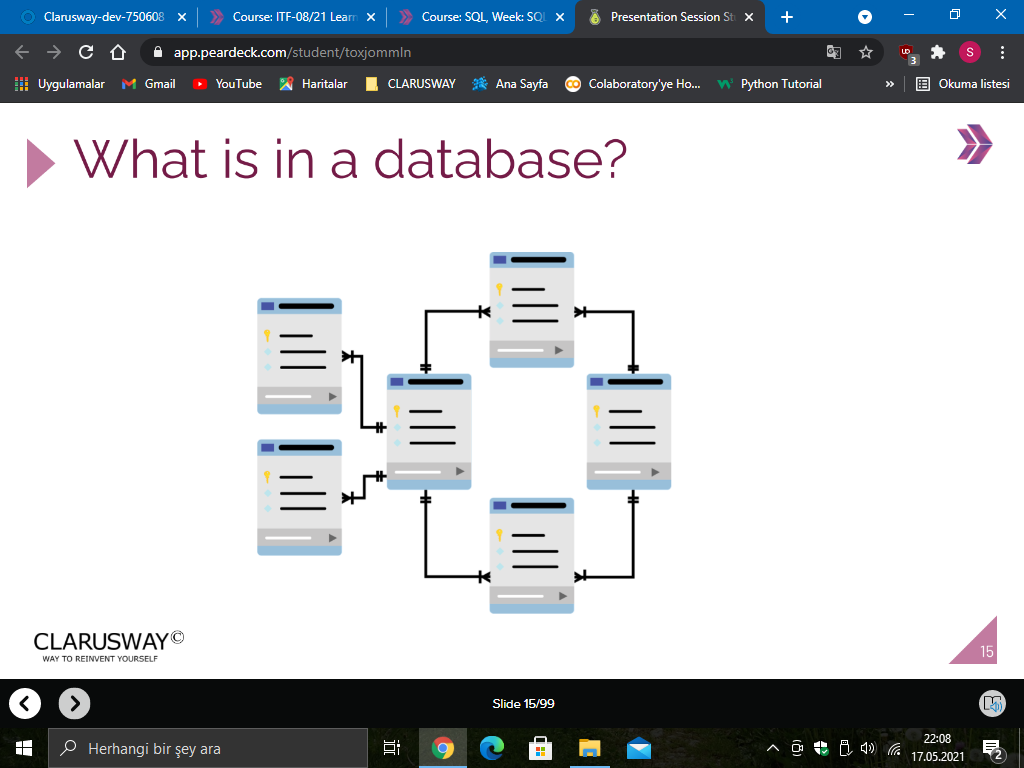 Clarusway-dev-750608
Course: ITF-08/21 Learn
Course: SQL, Week: SQL
Presentation Session St
app.peardeck.com/student/toxjommln
3
S
Uygulamalar
Gmail
YouTube
Haritalar
CLARUSWAY
Ana Sayfa
Colaboratory'ye Ho...
Python Tutorial
»
Okuma listesi
What is in a database?
CLARUSWAY©
WAY TO REINVENT YOURSELF
15
Slide 15/99
Herhangi bir şey ara
22:08
17.05.2021
2